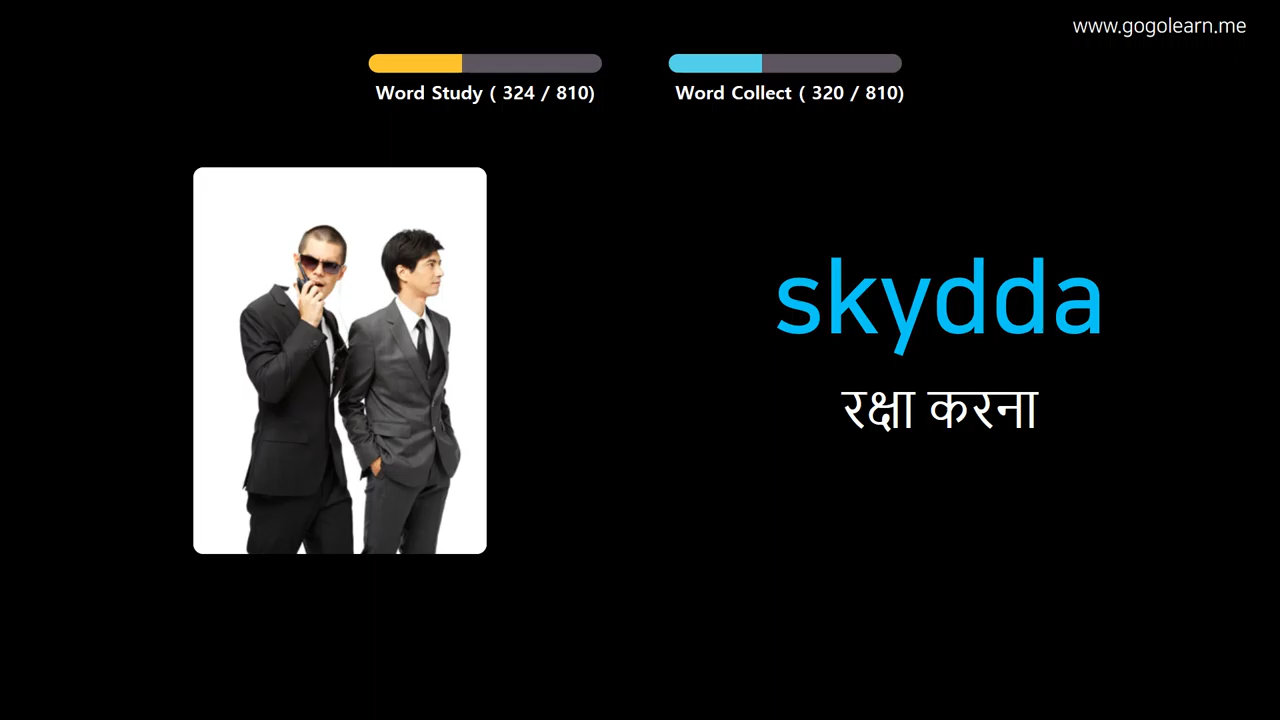 www.gogolearn.me
Word Study ( 324 / 810)
Word Collect ( 320 / 810)
skydda
रक्षा करना